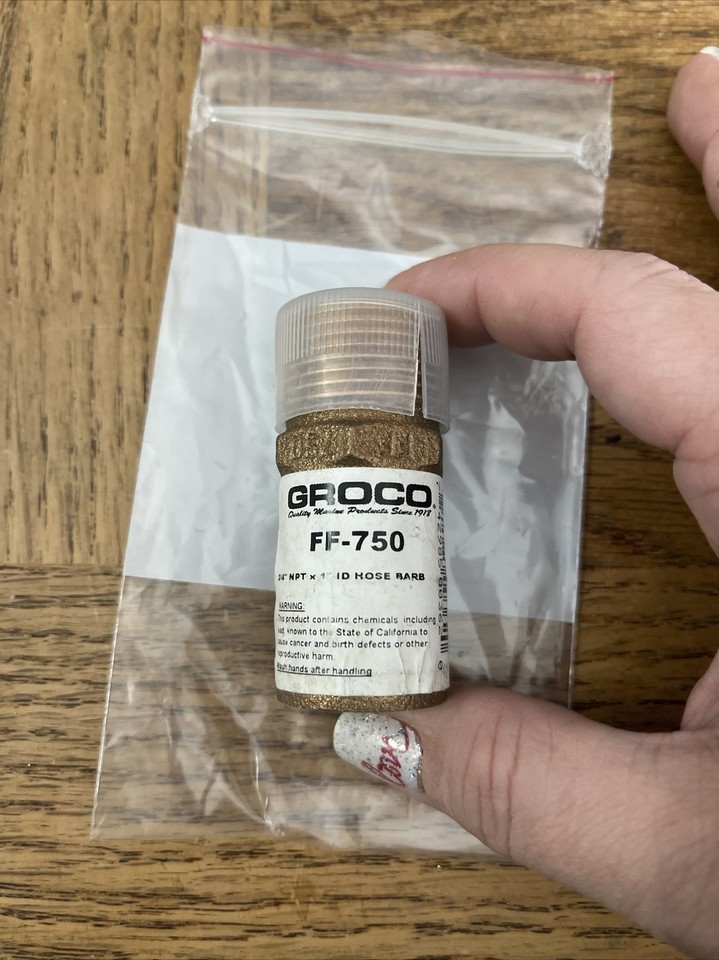 GROCO
Quality Marine Products Since 1918
FF-750
3/4" NPT x 1" ID HOSE BARB
WARNING:
This product contains chemicals including
lead, known to the State of California to
cause cancer and birth defects or other
reproductive harm.
Wash hands after handling